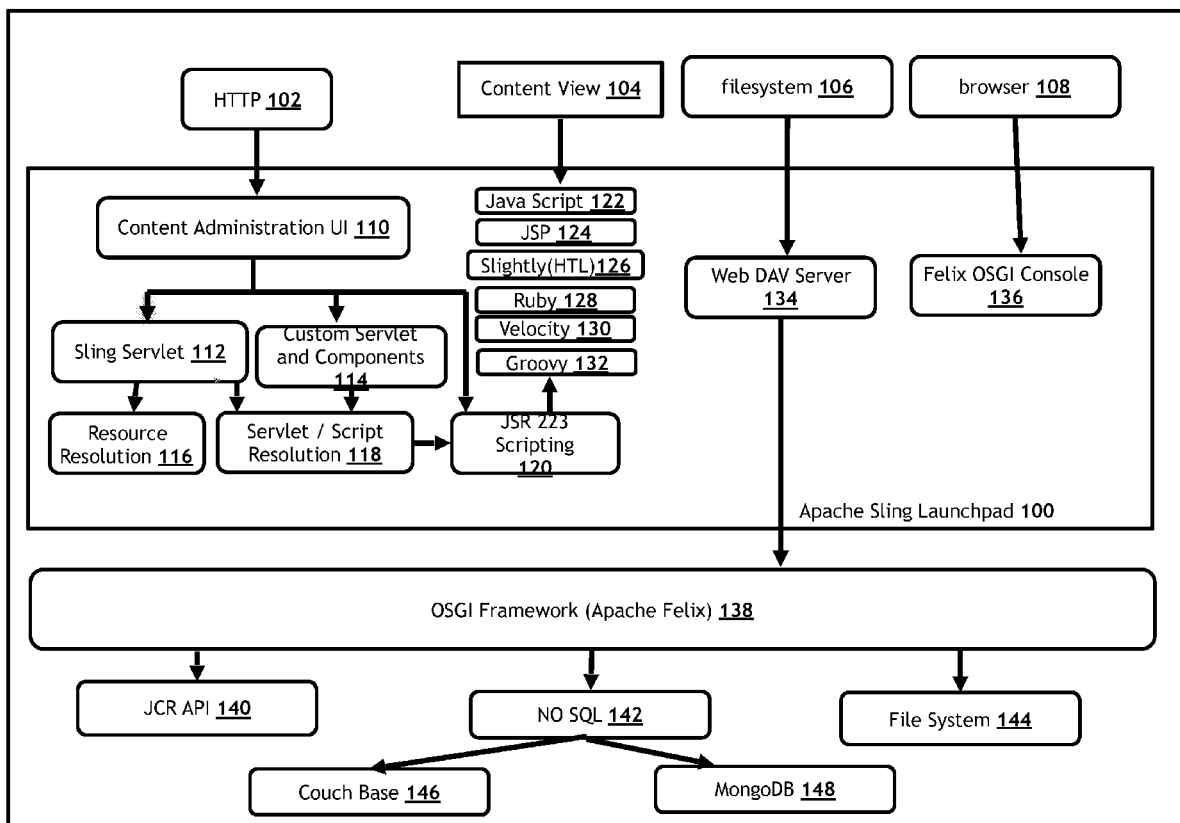 HTTP 102
Content View 104
filesystem 106
browser 108
Content Administration UI 110
Java Script 122
JSP 124
Slightly(HTL)126
Ruby 128
Velocity 130
Groovy 132
Web DAV Server
134
Felix OSGI Console
136
Sling Servlet 112
Custom Servlet
and Components
114
Resource
Resolution 116
Servlet / Script
Resolution 118
JSR 223
Scripting
120
Apache Sling Launchpad 100
OSGI Framework (Apache Felix) 138
JCR API 140
NO SQL 142
File System 144
Couch Base 146
MongoDB 148